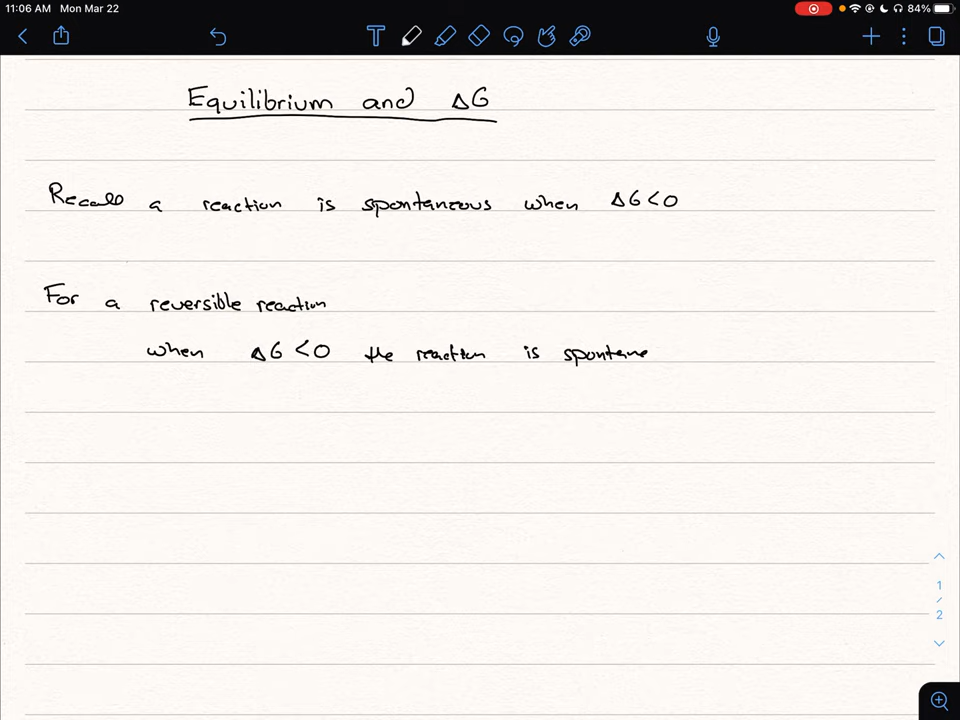 11:06 AM Mon Mar 22
84%
T
Equilibrium and ΔG
Recall a reaction is spontaneous when ΔG<0
For a reversible reaction
when ΔG<0 the reaction is spontane
1
/
2